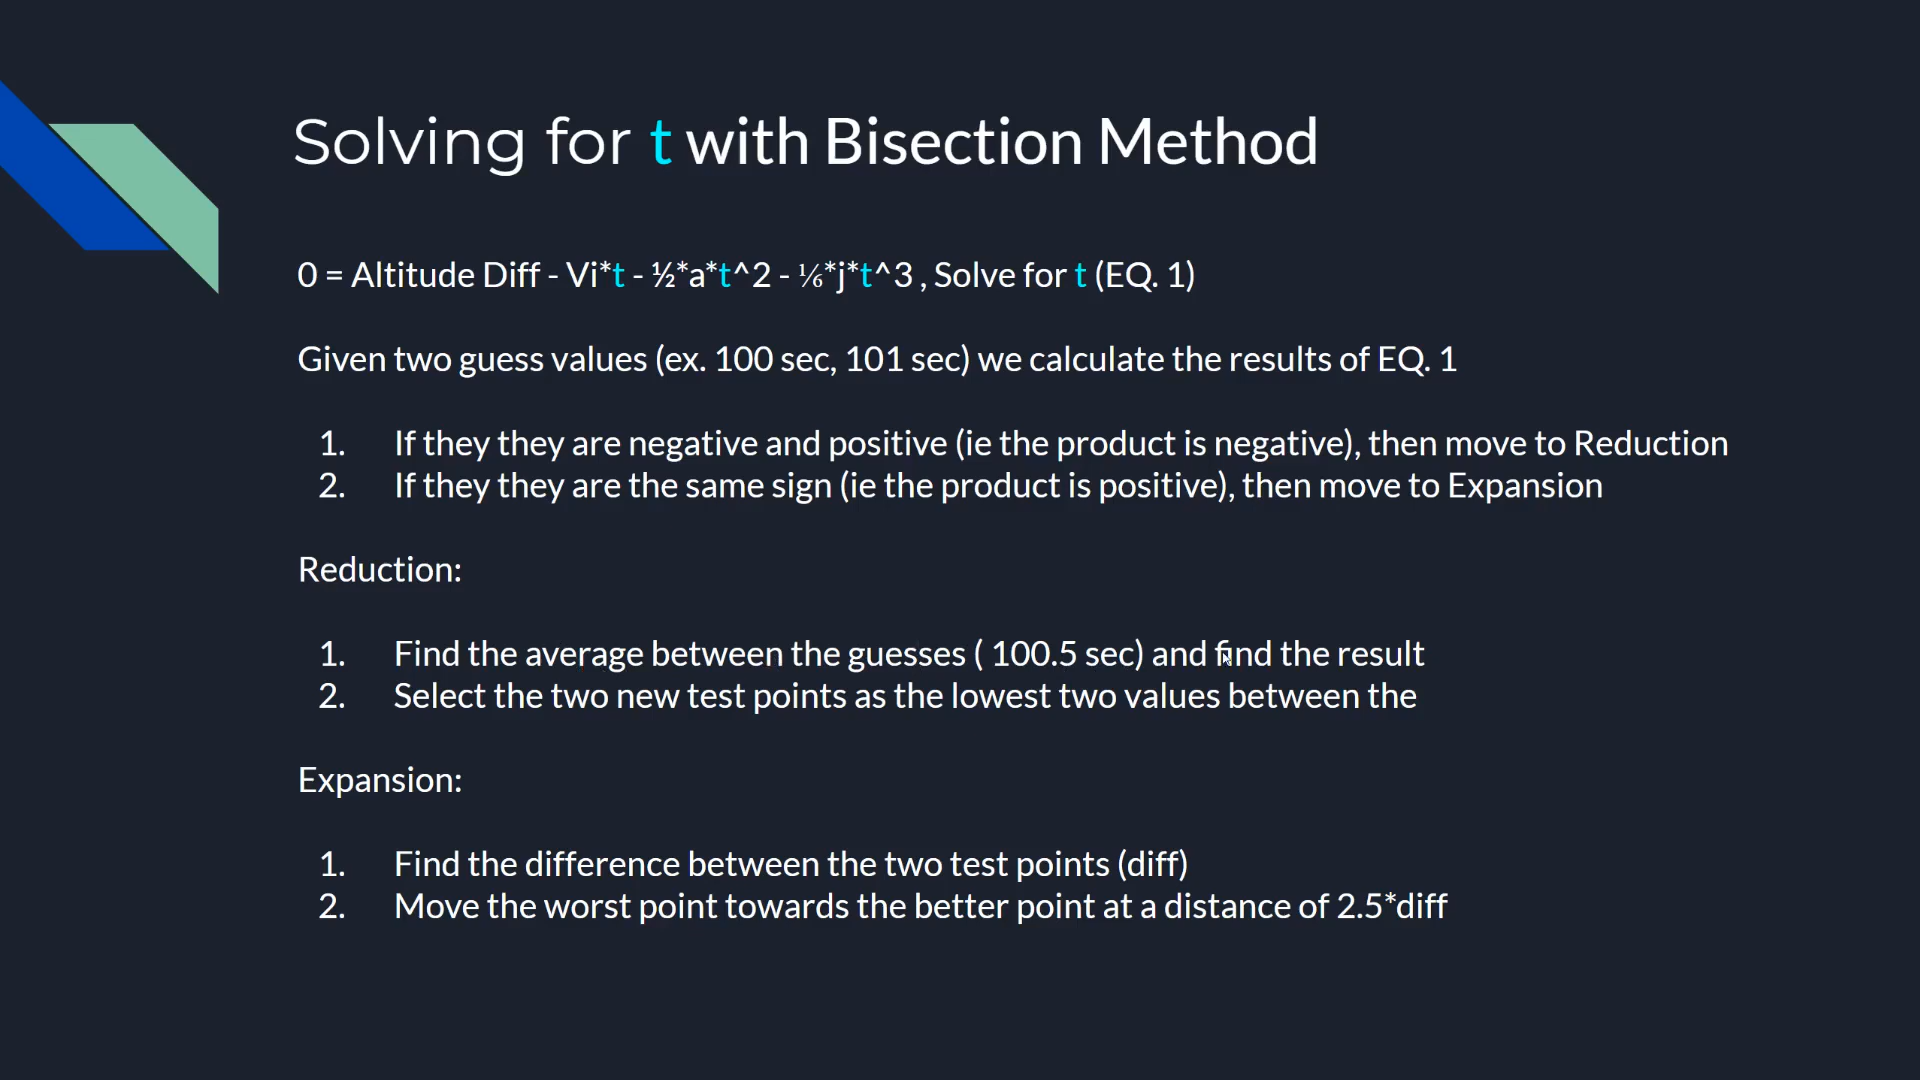 Solving for t with Bisection Method
0 = Altitude Diff - Vi*t - ½*a*t^2 - ⅙*j*t^3 , Solve for t (EQ. 1)
Given two guess values (ex. 100 sec, 101 sec) we calculate the results of EQ. 1
1. If they they are negative and positive (ie the product is negative), then move to Reduction
2. If they they are the same sign (ie the product is positive), then move to Expansion
Reduction:
1. Find the average between the guesses ( 100.5 sec) and find the result
2. Select the two new test points as the lowest two values between the
Expansion:
1. Find the difference between the two test points (diff)
2. Move the worst point towards the better point at a distance of 2.5*diff